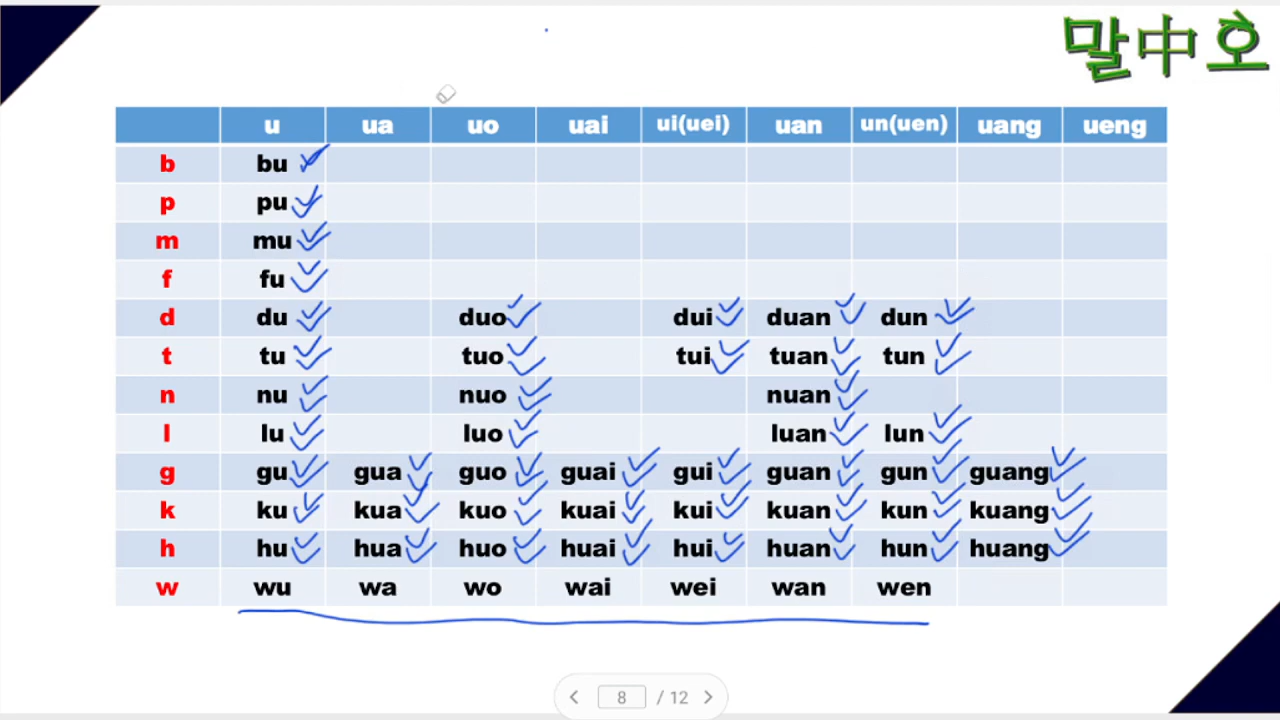 말中호
u ua uo uai ui(uei) uan un(uen) uang ueng
b bu
p pu
m mu
f fu
d du duo dui duan dun
t tu tuo tui tuan tun
n nu nuo nuan
l lu luo luan lun
g gu gua guo guai gui guan gun guang
k ku kua kuo kuai kui kuan kun kuang
h hu hua huo huai hui huan hun huang
w wu wa wo wai wei wan wen
8 / 12